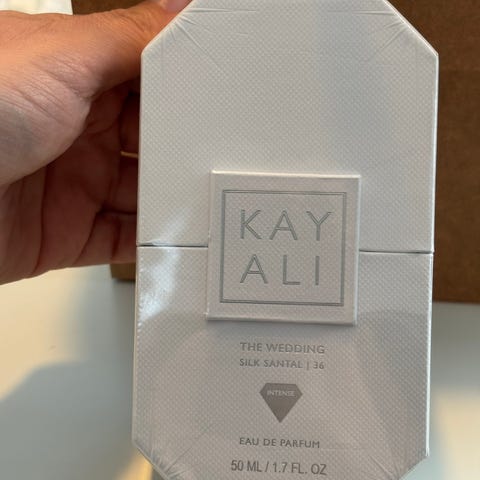 KAY
ALI
THE WEDDING
SILK SANTAL | 36
INTENSE
EAU DE PARFUM
50 ML / 1.7 FL. OZ